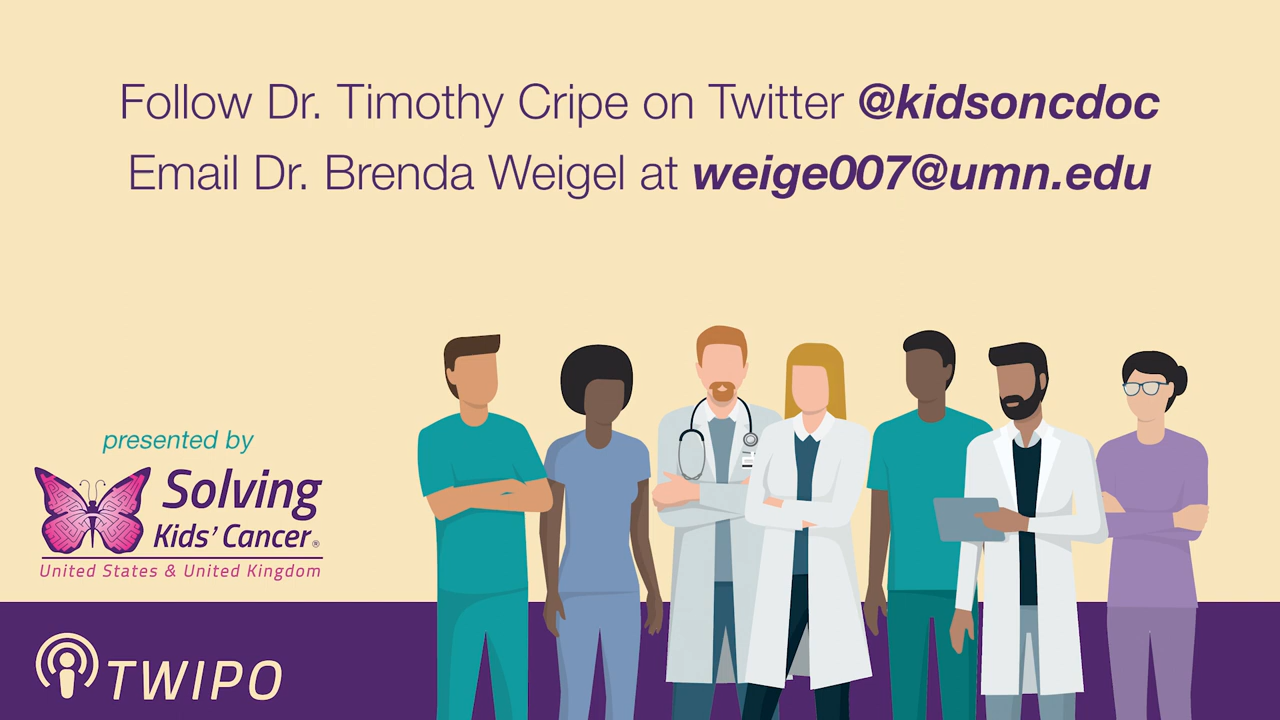 Follow Dr. Timothy Cripe on Twitter @kidsoncdoc
Email Dr. Brenda Weigel at weige007@umn.edu
presented by
Solving
Kids' Cancer®
United States & United Kingdom
TWIPO